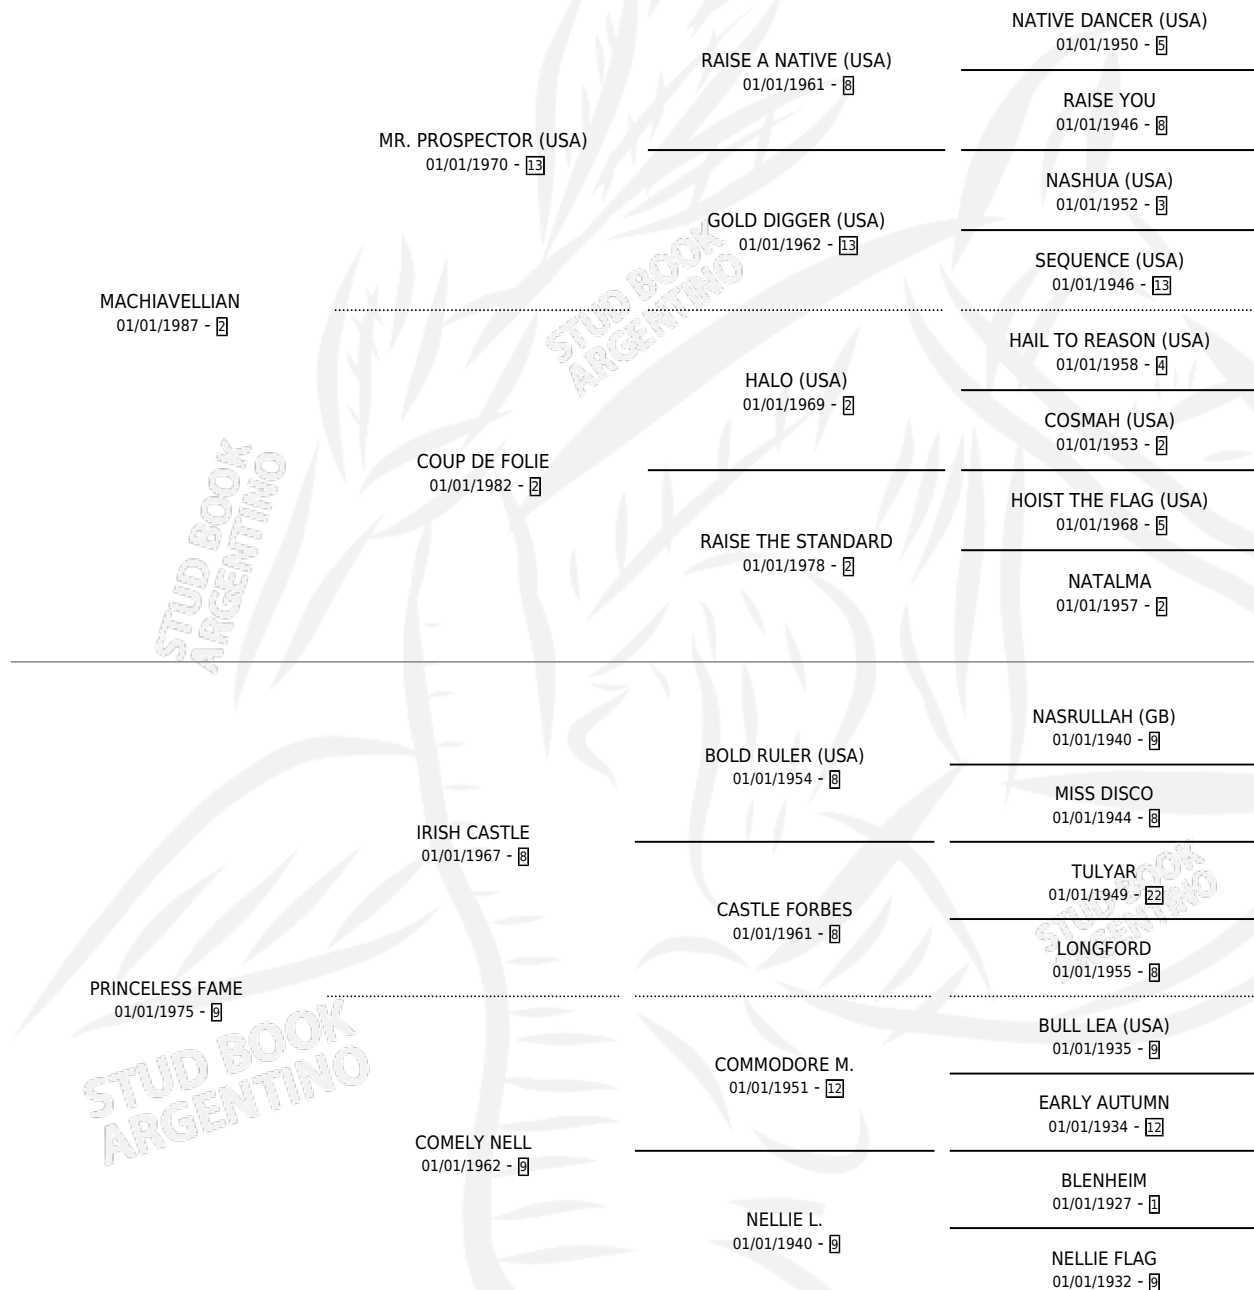 NATIVE DANCER (USA)
01/01/1950 - 5
RAISE A NATIVE (USA)
01/01/1961 - 8
RAISE YOU
01/01/1946 - 8
MR. PROSPECTOR (USA)
01/01/1970 - 13
NASHUA (USA)
01/01/1952 - 3
GOLD DIGGER (USA)
01/01/1962 - 13
SEQUENCE (USA)
01/01/1946 - 13
MACHIAVELLIAN
01/01/1987 - 2
HAIL TO REASON (USA)
01/01/1958 - 4
HALO (USA)
01/01/1969 - 2
COSMAH (USA)
01/01/1953 - 2
COUP DE FOLIE
01/01/1982 - 2
HOIST THE FLAG (USA)
01/01/1968 - 5
RAISE THE STANDARD
01/01/1978 - 2
NATALMA
01/01/1957 - 2
NASRULLAH (GB)
01/01/1940 - 9
BOLD RULER (USA)
01/01/1954 - 8
MISS DISCO
01/01/1944 - 8
IRISH CASTLE
01/01/1967 - 8
TULYAR
01/01/1949 - 22
CASTLE FORBES
01/01/1961 - 8
LONGFORD
01/01/1955 - 8
PRINCELESS FAME
01/01/1975 - 9
BULL LEA (USA)
01/01/1935 - 9
COMMODORE M.
01/01/1951 - 12
EARLY AUTUMN
01/01/1934 - 12
COMELY NELL
01/01/1962 - 9
BLENHEIM
01/01/1927 - 1
NELLIE L.
01/01/1940 - 9
NELLIE FLAG
01/01/1932 - 9
STUD BOOK
ARGENTINO
STUD BOOK
ARGENTINO
STUD BOOK
ARGENTINO
STUD BOOK
ARGENTINO